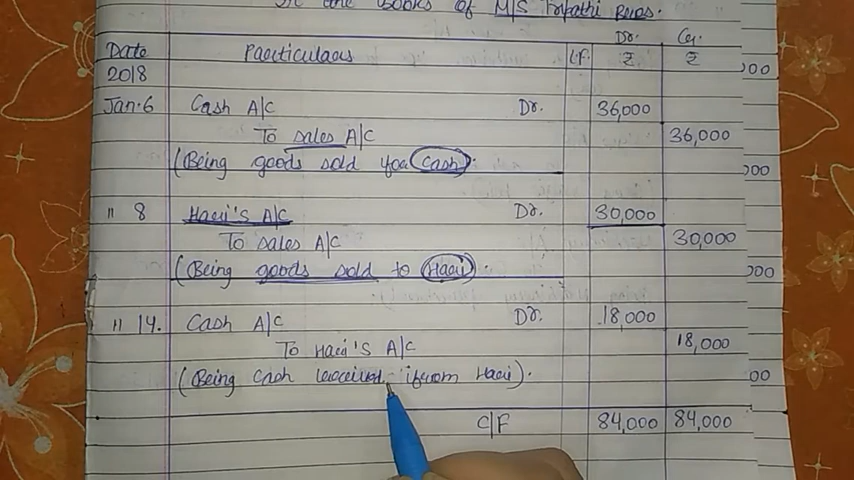 In the Books of M/S Tripathi Bros.
Date Particulars L.F. Dr. ₹ Cr. ₹
2018
Jan. 6 Cash A/C Dr. 36,000
To sales A/C 36,000
(Being goods sold for cash).
" 8 Hari's A/C Dr. 30,000
To sales A/C 30,000
(Being goods sold to Hari).
" 14. Cash A/C Dr. 18,000
To Hari's A/C 18,000
(Being cash received from Hari).
C/F 84,000 84,000